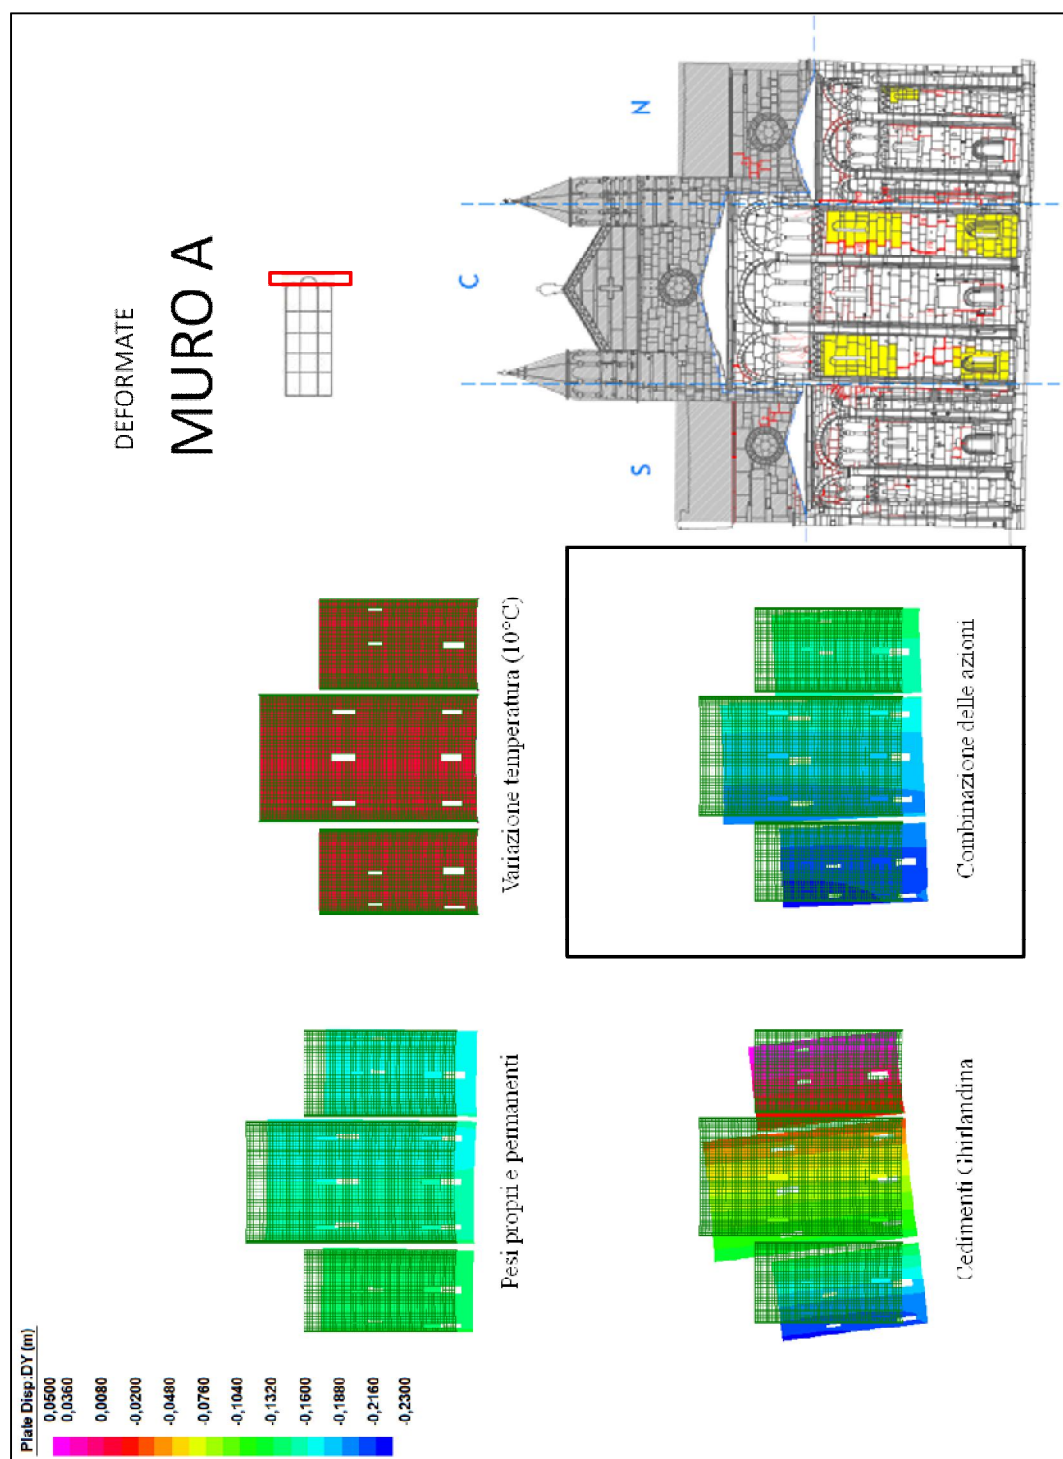 DEFORMATE
MURO A
S
C
N
Plate Disp:DY (m)
0,0500
0,0360
0,0080
-0,0200
-0,0480
-0,0760
-0,1040
-0,1320
-0,1600
-0,1880
-0,2160
-0,2300
Pesi propri e permanenti
Variazione temperatura (10°C)
Cedimenti Ghirlandina
Combinazione delle azioni